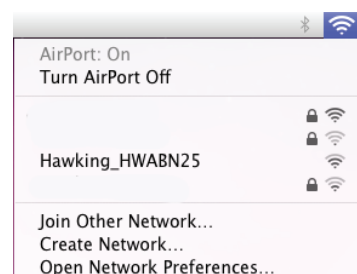 AirPort: On
Turn AirPort Off
Hawking_HWABN25
Join Other Network...
Create Network...
Open Network Preferences...